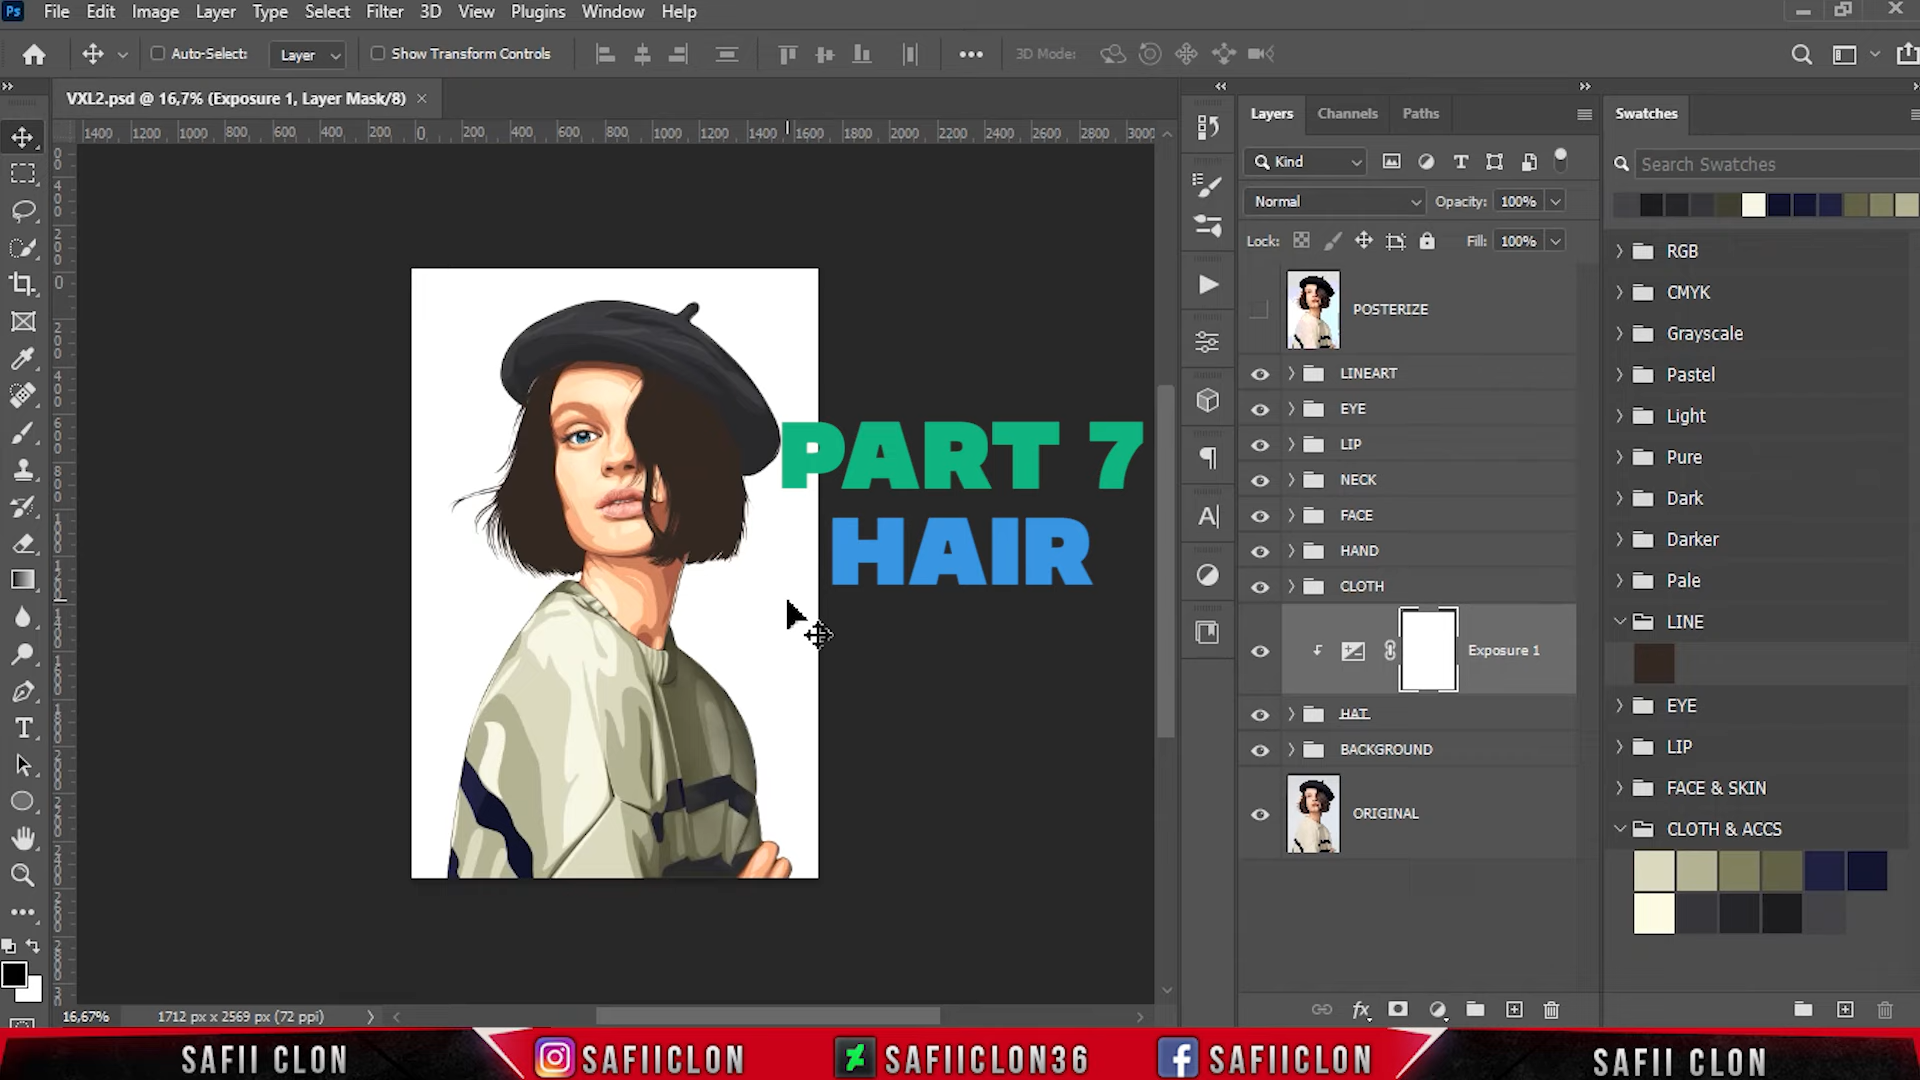 Ps File Edit Image Layer Type Select Filter 3D View Plugins Window Help
Auto-Select: Layer Show Transform Controls 3D Mode:
VXL2.psd @ 16,7% (Exposure 1, Layer Mask/8)
1400 1200 1000 800 600 400 200 0 200 400 600 800 1000 1200 1400 1600 1800 2000 2200 2400 2600 2800 3000
Layers Channels Paths
Swatches
Kind
Search Swatches
Normal Opacity: 100%
Lock: Fill: 100%
POSTERIZE
LINEART
EYE
LIP
NECK
FACE
HAND
CLOTH
Exposure 1
HAT
BACKGROUND
ORIGINAL
RGB
CMYK
Grayscale
Pastel
Light
Pure
Dark
Darker
Pale
LINE
EYE
LIP
FACE & SKIN
CLOTH & ACCS
PART 7
HAIR
16,67% 1712 px x 2569 px (72 ppi)
SAFII CLON SAFIICLON SAFIICLON36 SAFIICLON SAFII CLON